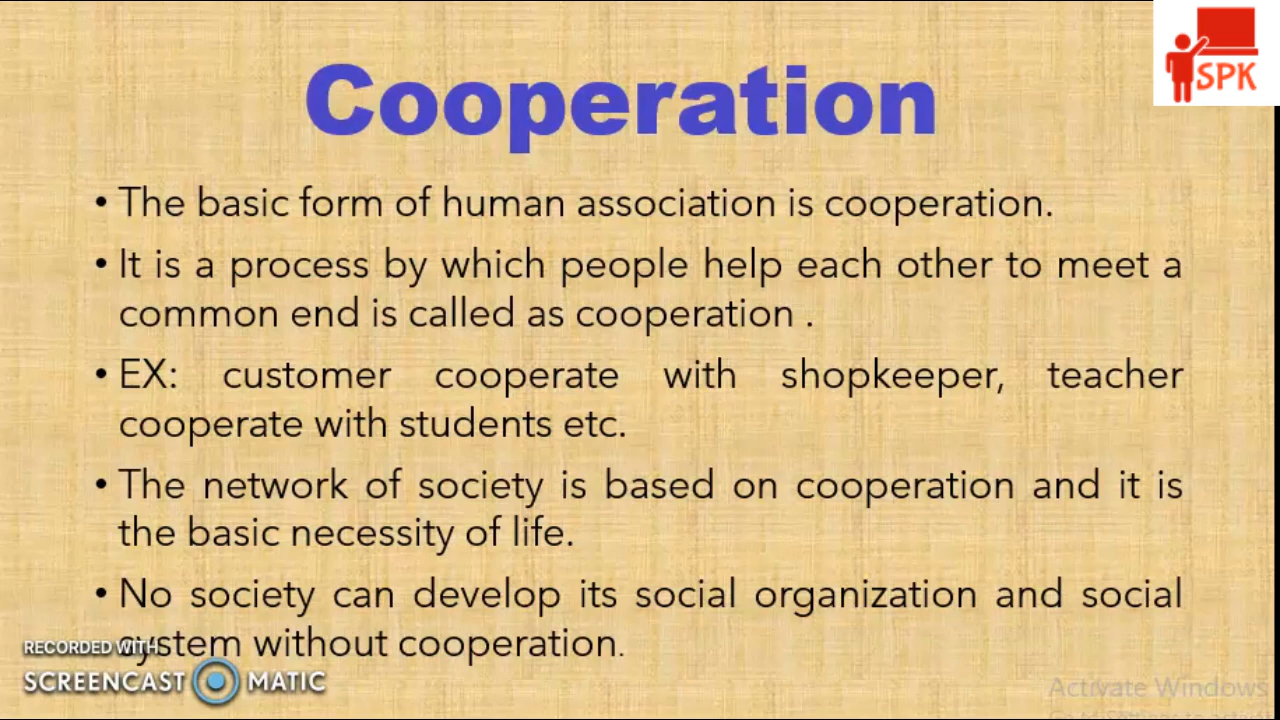 SPK
Cooperation
• The basic form of human association is cooperation.
• It is a process by which people help each other to meet a
common end is called as cooperation .
• EX: customer cooperate with shopkeeper, teacher
cooperate with students etc.
• The network of society is based on cooperation and it is
the basic necessity of life.
• No society can develop its social organization and social
system without cooperation.
RECORDED WITH
SCREENCAST MATIC
Activate Windows